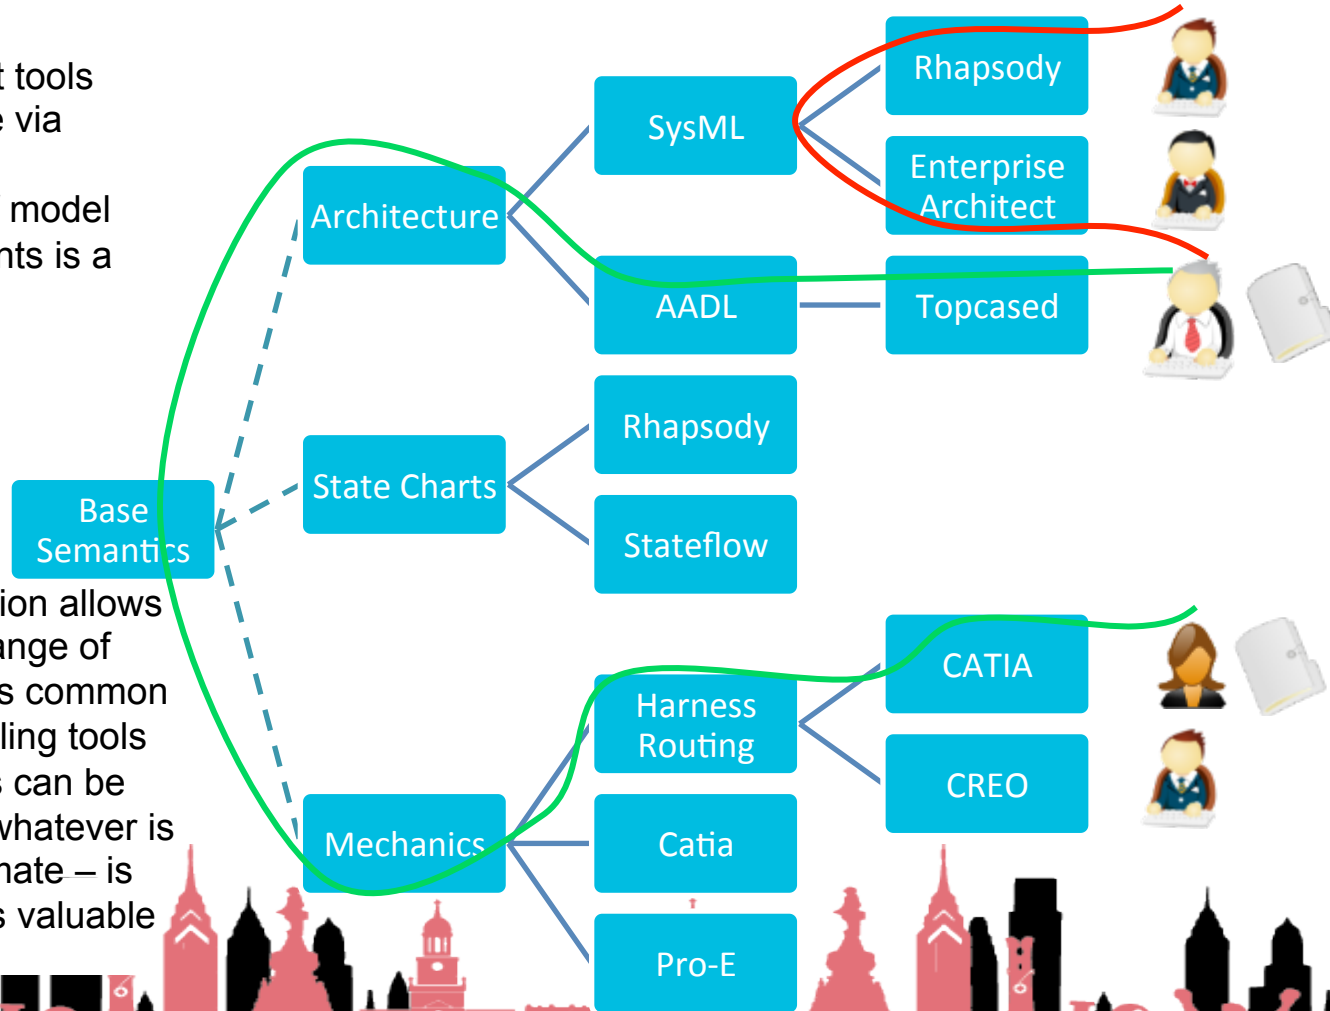 t tools
e via
model
nts is a
Rhapsody
SysML
Enterprise
Architect
Architecture
AADL
Topcased
Rhapsody
State Charts
Stateflow
Base
Semantics
ion allows
ange of
s common
ling tools
s can be
whatever is
nate – is
s valuable
CATIA
Harness
Routing
CREO
Mechanics
Catia
Pro-E